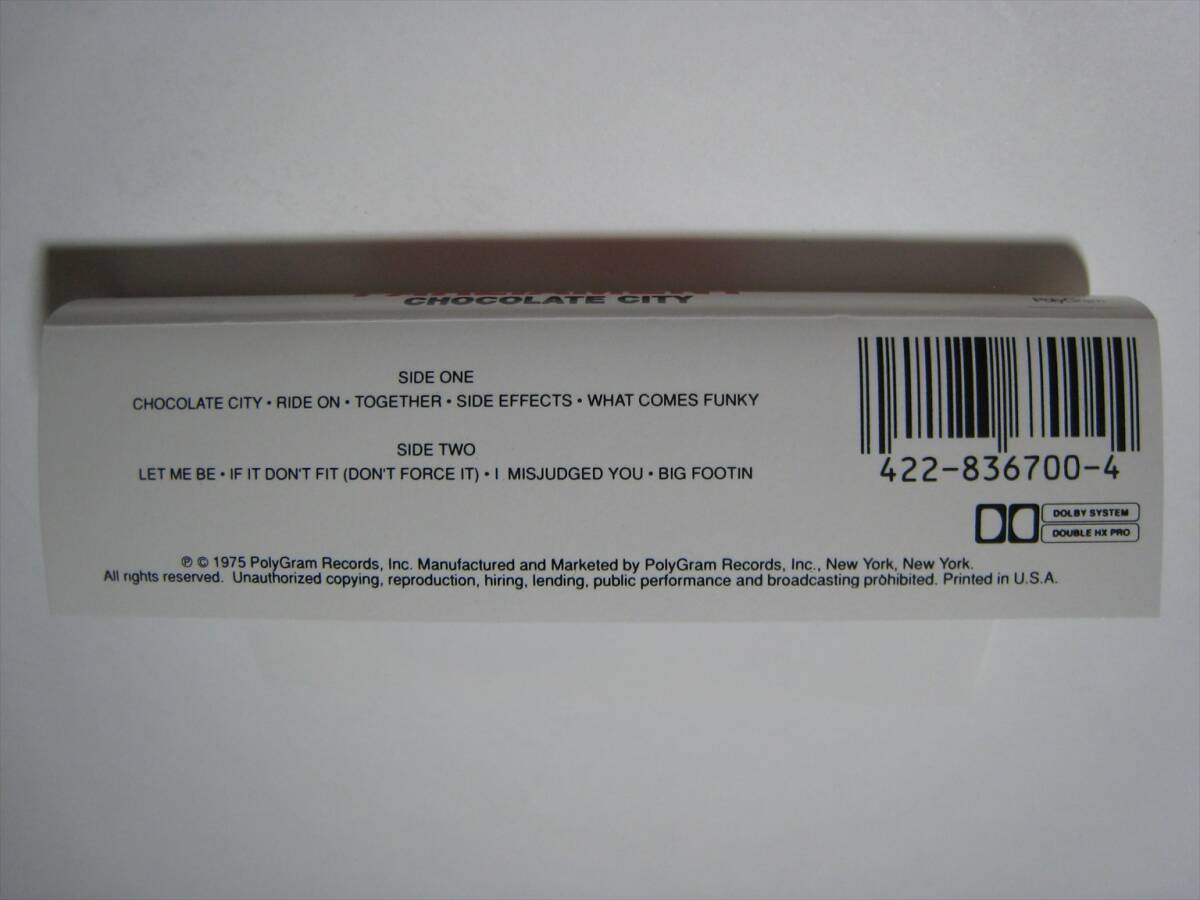 PARLIAMENT
CHOCOLATE CITY
PolyGram
SIDE ONE
CHOCOLATE CITY • RIDE ON • TOGETHER • SIDE EFFECTS • WHAT COMES FUNKY
SIDE TWO
LET ME BE • IF IT DON'T FIT (DON'T FORCE IT) • I MISJUDGED YOU • BIG FOOTIN
422-836700-4
DOLBY SYSTEM
DOUBLE HX PRO
℗ © 1975 PolyGram Records, Inc. Manufactured and Marketed by PolyGram Records, Inc., New York, New York.
All rights reserved. Unauthorized copying, reproduction, hiring, lending, public performance and broadcasting prohibited. Printed in U.S.A.